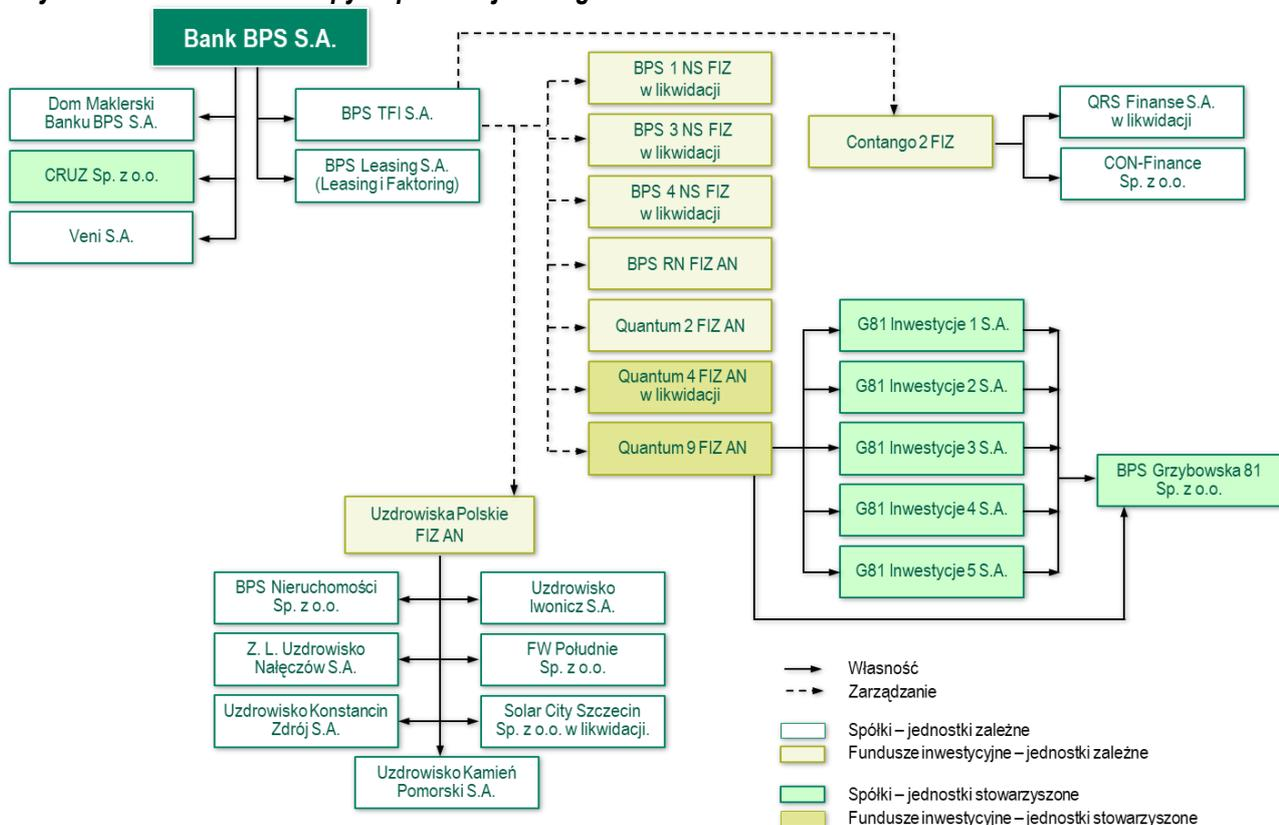 Bank BPS S.A.
Dom Maklerski
Banku BPS S.A.
CRUZ Sp. z o.o.
Veni S.A.
BPS TFI S.A.
BPS Leasing S.A.
(Leasing i Faktoring)
BPS 1 NS FIZ
w likwidacji
BPS 3 NS FIZ
w likwidacji
BPS 4 NS FIZ
w likwidacji
BPS RN FIZ AN
Quantum 2 FIZ AN
Quantum 4 FIZ AN
w likwidacji
Quantum 9 FIZ AN
Contango 2 FIZ
QRS Finanse S.A.
w likwidacji
CON-Finance
Sp. z o.o.
G81 Inwestycje 1 S.A.
G81 Inwestycje 2 S.A.
G81 Inwestycje 3 S.A.
G81 Inwestycje 4 S.A.
G81 Inwestycje 5 S.A.
BPS Grzybowska 81
Sp. z o.o.
Uzdrowiska Polskie
FIZ AN
BPS Nieruchomości
Sp. z o.o.
Uzdrowisko
Iwonicz S.A.
Z. L. Uzdrowisko
Nałęczów S.A.
FW Południe
Sp. z o.o.
Uzdrowisko Konstancin
Zdrój S.A.
Solar City Szczecin
Sp. z o.o. w likwidacji.
Uzdrowisko Kamień
Pomorski S.A.
Własność
Zarządzanie
Spółki – jednostki zależne
Fundusze inwestycyjne – jednostki zależne
Spółki – jednostki stowarzyszone
Fundusze inwestycyjne – jednostki stowarzyszone